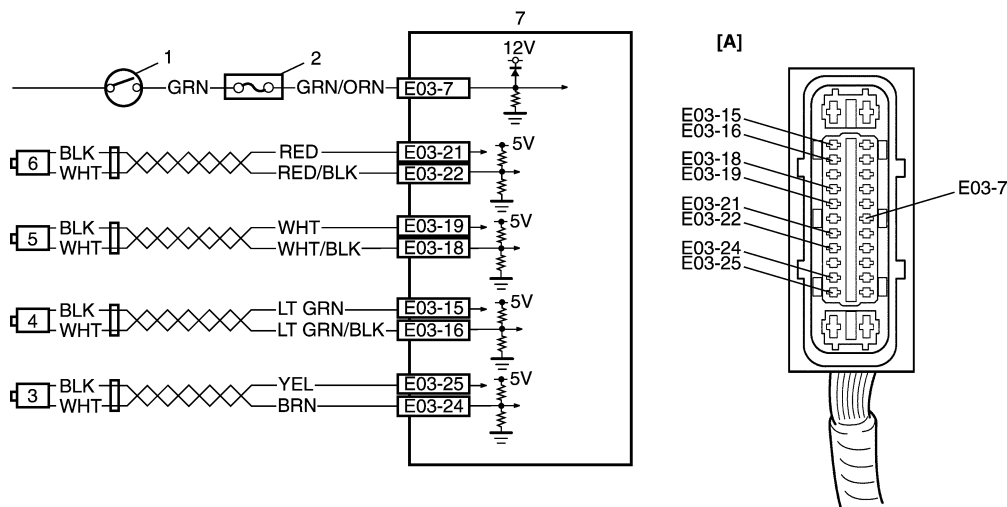 7
[A]
1
2
12V
GRN
GRN/ORN
E03-7
6
BLK
WHT
RED
RED/BLK
E03-21
E03-22
5V
5
BLK
WHT
WHT
WHT/BLK
E03-19
E03-18
5V
4
BLK
WHT
LT GRN
LT GRN/BLK
E03-15
E03-16
5V
3
BLK
WHT
YEL
BRN
E03-25
E03-24
5V
E03-15
E03-16
E03-18
E03-19
E03-21
E03-22
E03-24
E03-25
E03-7